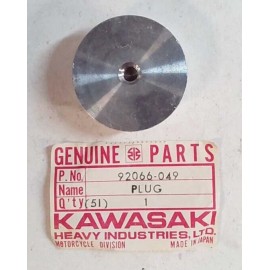 GENUINE PARTS
P.No. 92066-049
Name PLUG
Q'ty (51) 1
KAWASAKI
HEAVY INDUSTRIES, LTD.
MOTORCYCLE DIVISION MADE IN JAPAN